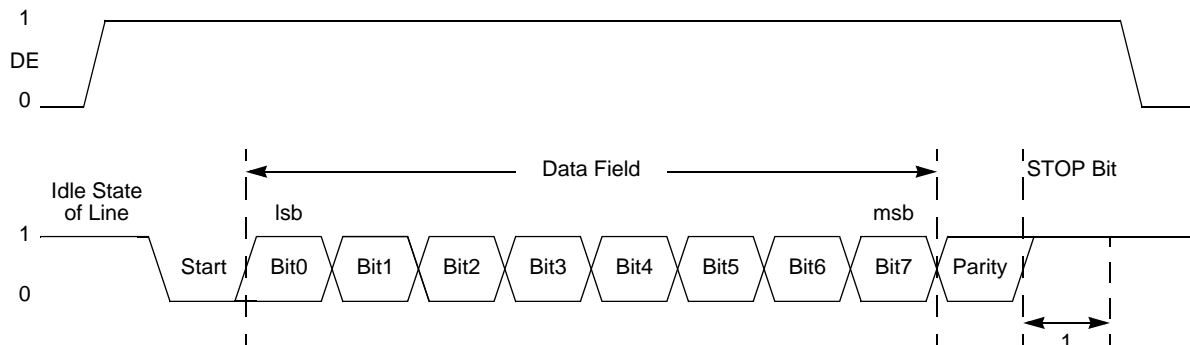 1
DE
0
Data Field
STOP Bit
Idle State
of Line
lsb
msb
1
Start
Bit0
Bit1
Bit2
Bit3
Bit4
Bit5
Bit6
Bit7
Parity
0
1